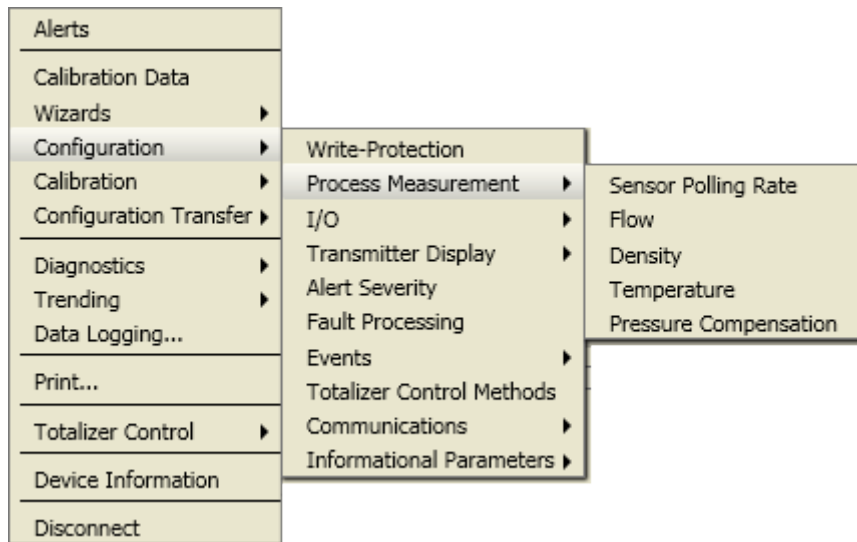 Alerts
Calibration Data
Wizards
Configuration
Calibration
Configuration Transfer
Diagnostics
Trending
Data Logging...
Print...
Totalizer Control
Device Information
Disconnect
Write-Protection
Process Measurement
I/O
Transmitter Display
Alert Severity
Fault Processing
Events
Totalizer Control Methods
Communications
Informational Parameters
Sensor Polling Rate
Flow
Density
Temperature
Pressure Compensation